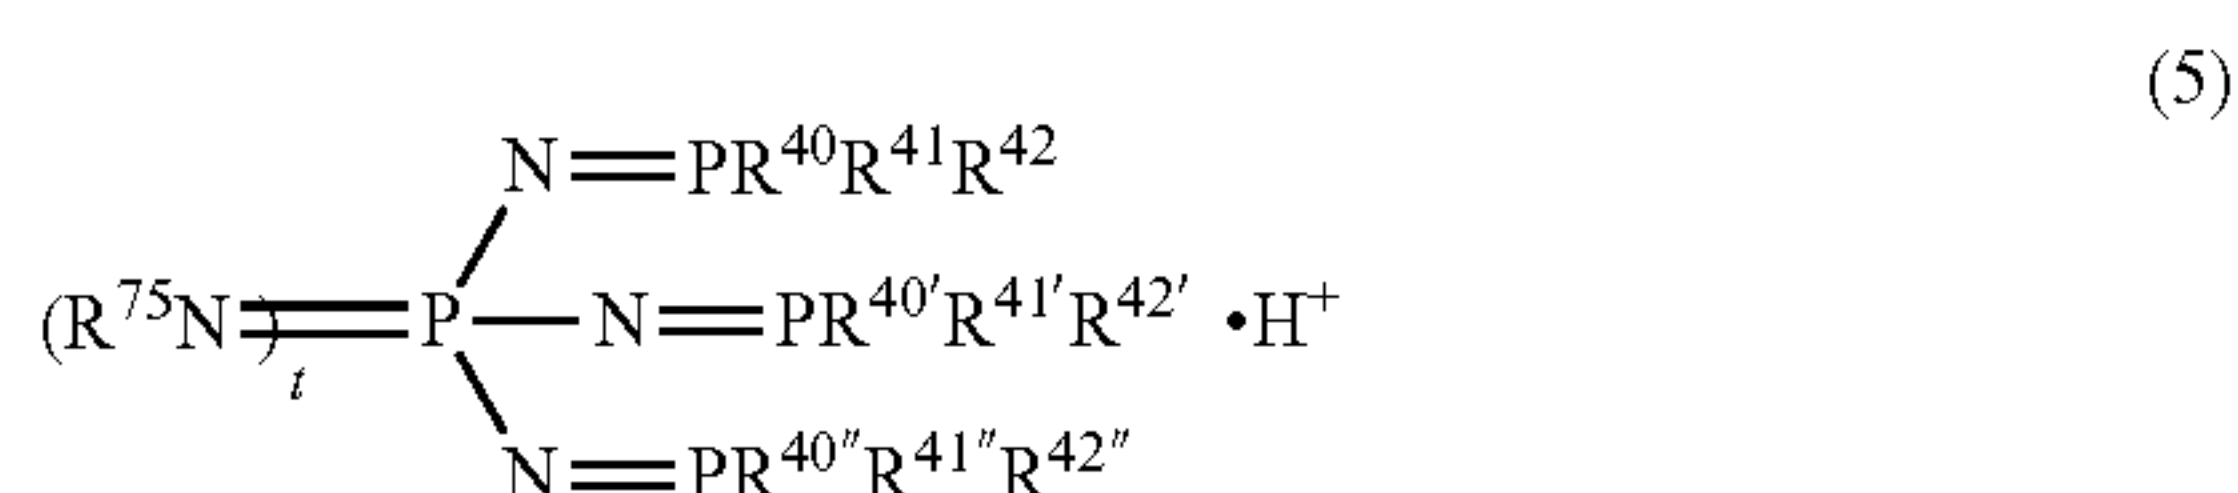 (5)
N=PR⁴⁰R⁴¹R⁴²
(R⁷⁵N)ₜ=P—N=PR⁴⁰′R⁴¹′R⁴²′ •H⁺
N=PR⁴⁰″R⁴¹″R⁴²″